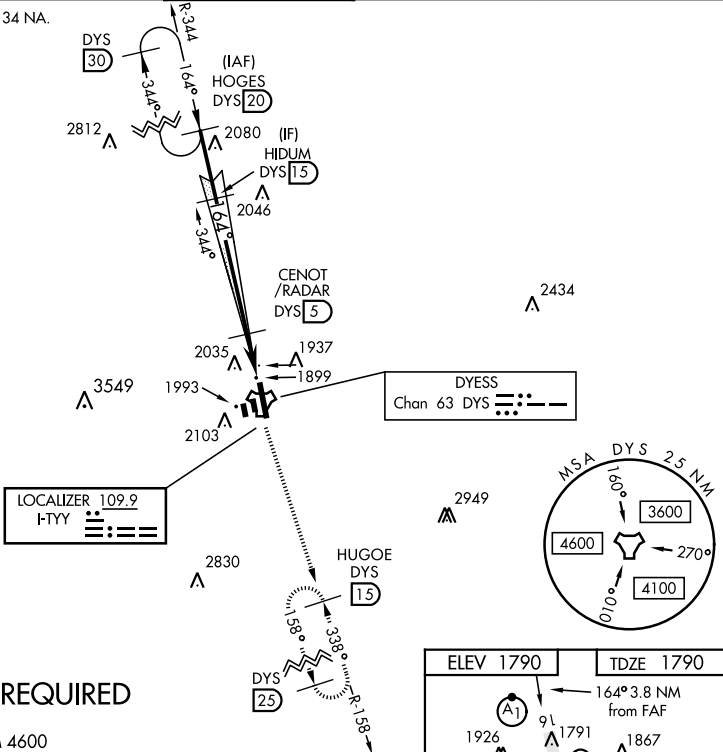 34 NA.
R-344
DYS
30
164°
344°
(IAF)
HOGES
DYS 20
2812
2080
(IF)
HIDUM
DYS 15
2046
164°
344°
CENOT
/RADAR
DYS 5
2434
2035
1937
1899
3549
1993
2103
DYESS
Chan 63 DYS
LOCALIZER 109.9
I-TYY
2949
MSA DYS 25 NM
160°
3600
4600
270°
4100
010°
2830
HUGOE
DYS
15
158°
338°
DYS
25
R-158
REQUIRED
4600
ELEV 1790
TDZE 1790
164° 3.8 NM
from FAF
A1
16
1926
1791
1867